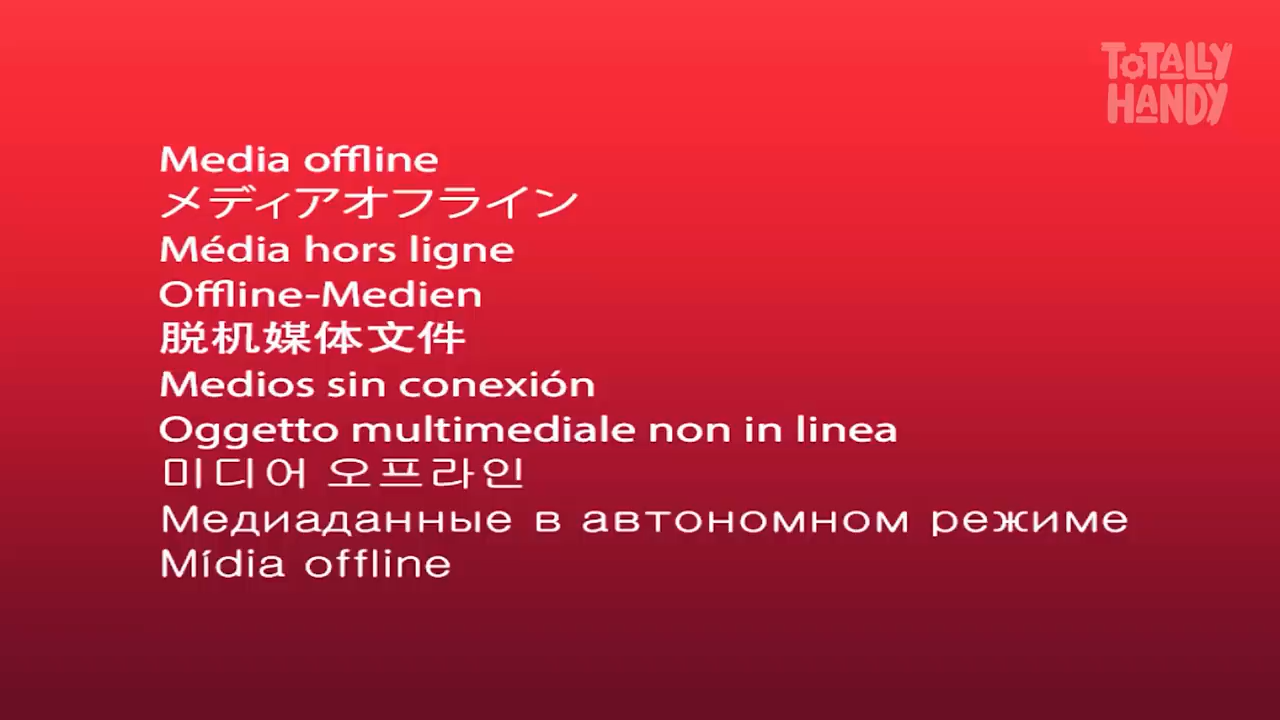 TOTALLY
HANDY
Media offline
メディアオフライン
Média hors ligne
Offline-Medien
脱机媒体文件
Medios sin conexión
Oggetto multimediale non in linea
미디어 오프라인
Медиаданные в автономном режиме
Mídia offline